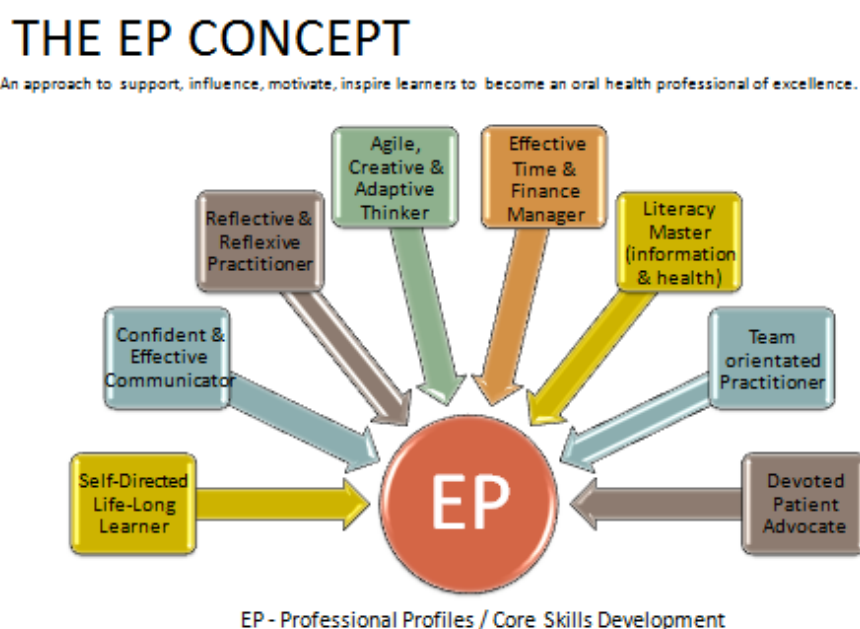 THE EP CONCEPT
An approach to support, influence, motivate, inspire learners to become an oral health professional of excellence.
Self-Directed
Life-Long
Learner
Confident &
Effective
Communicator
Reflective &
Reflexive
Practitioner
Agile,
Creative &
Adaptive
Thinker
Effective
Time &
Finance
Manager
Literacy
Master
(information
& health)
Team
orientated
Practitioner
Devoted
Patient
Advocate
EP
EP - Professional Profiles / Core Skills Development